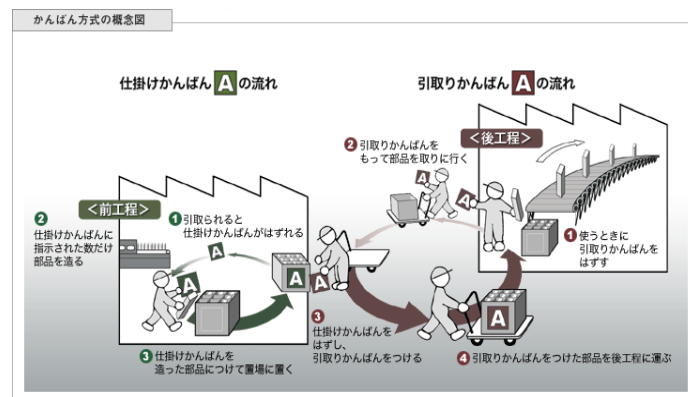 かんばん方式の概念図
仕掛けかんばん A の流れ
引取りかんばん A の流れ
<前工程>
1 引取られると
仕掛けかんばんがはずれる
2
仕掛けかんばんに
指示された数だけ
部品を造る
A
A
A
A
3 仕掛けかんばんを
造った部品につけて置場に置く
<後工程>
1 使うときに
引取りかんばんを
はずす
2 引取りかんばんを
もって部品を取りに行く
A
A
3
仕掛けかんばんを
はずし、
引取りかんばんをつける
A
4 引取りかんばんをつけた部品を後工程に運ぶ